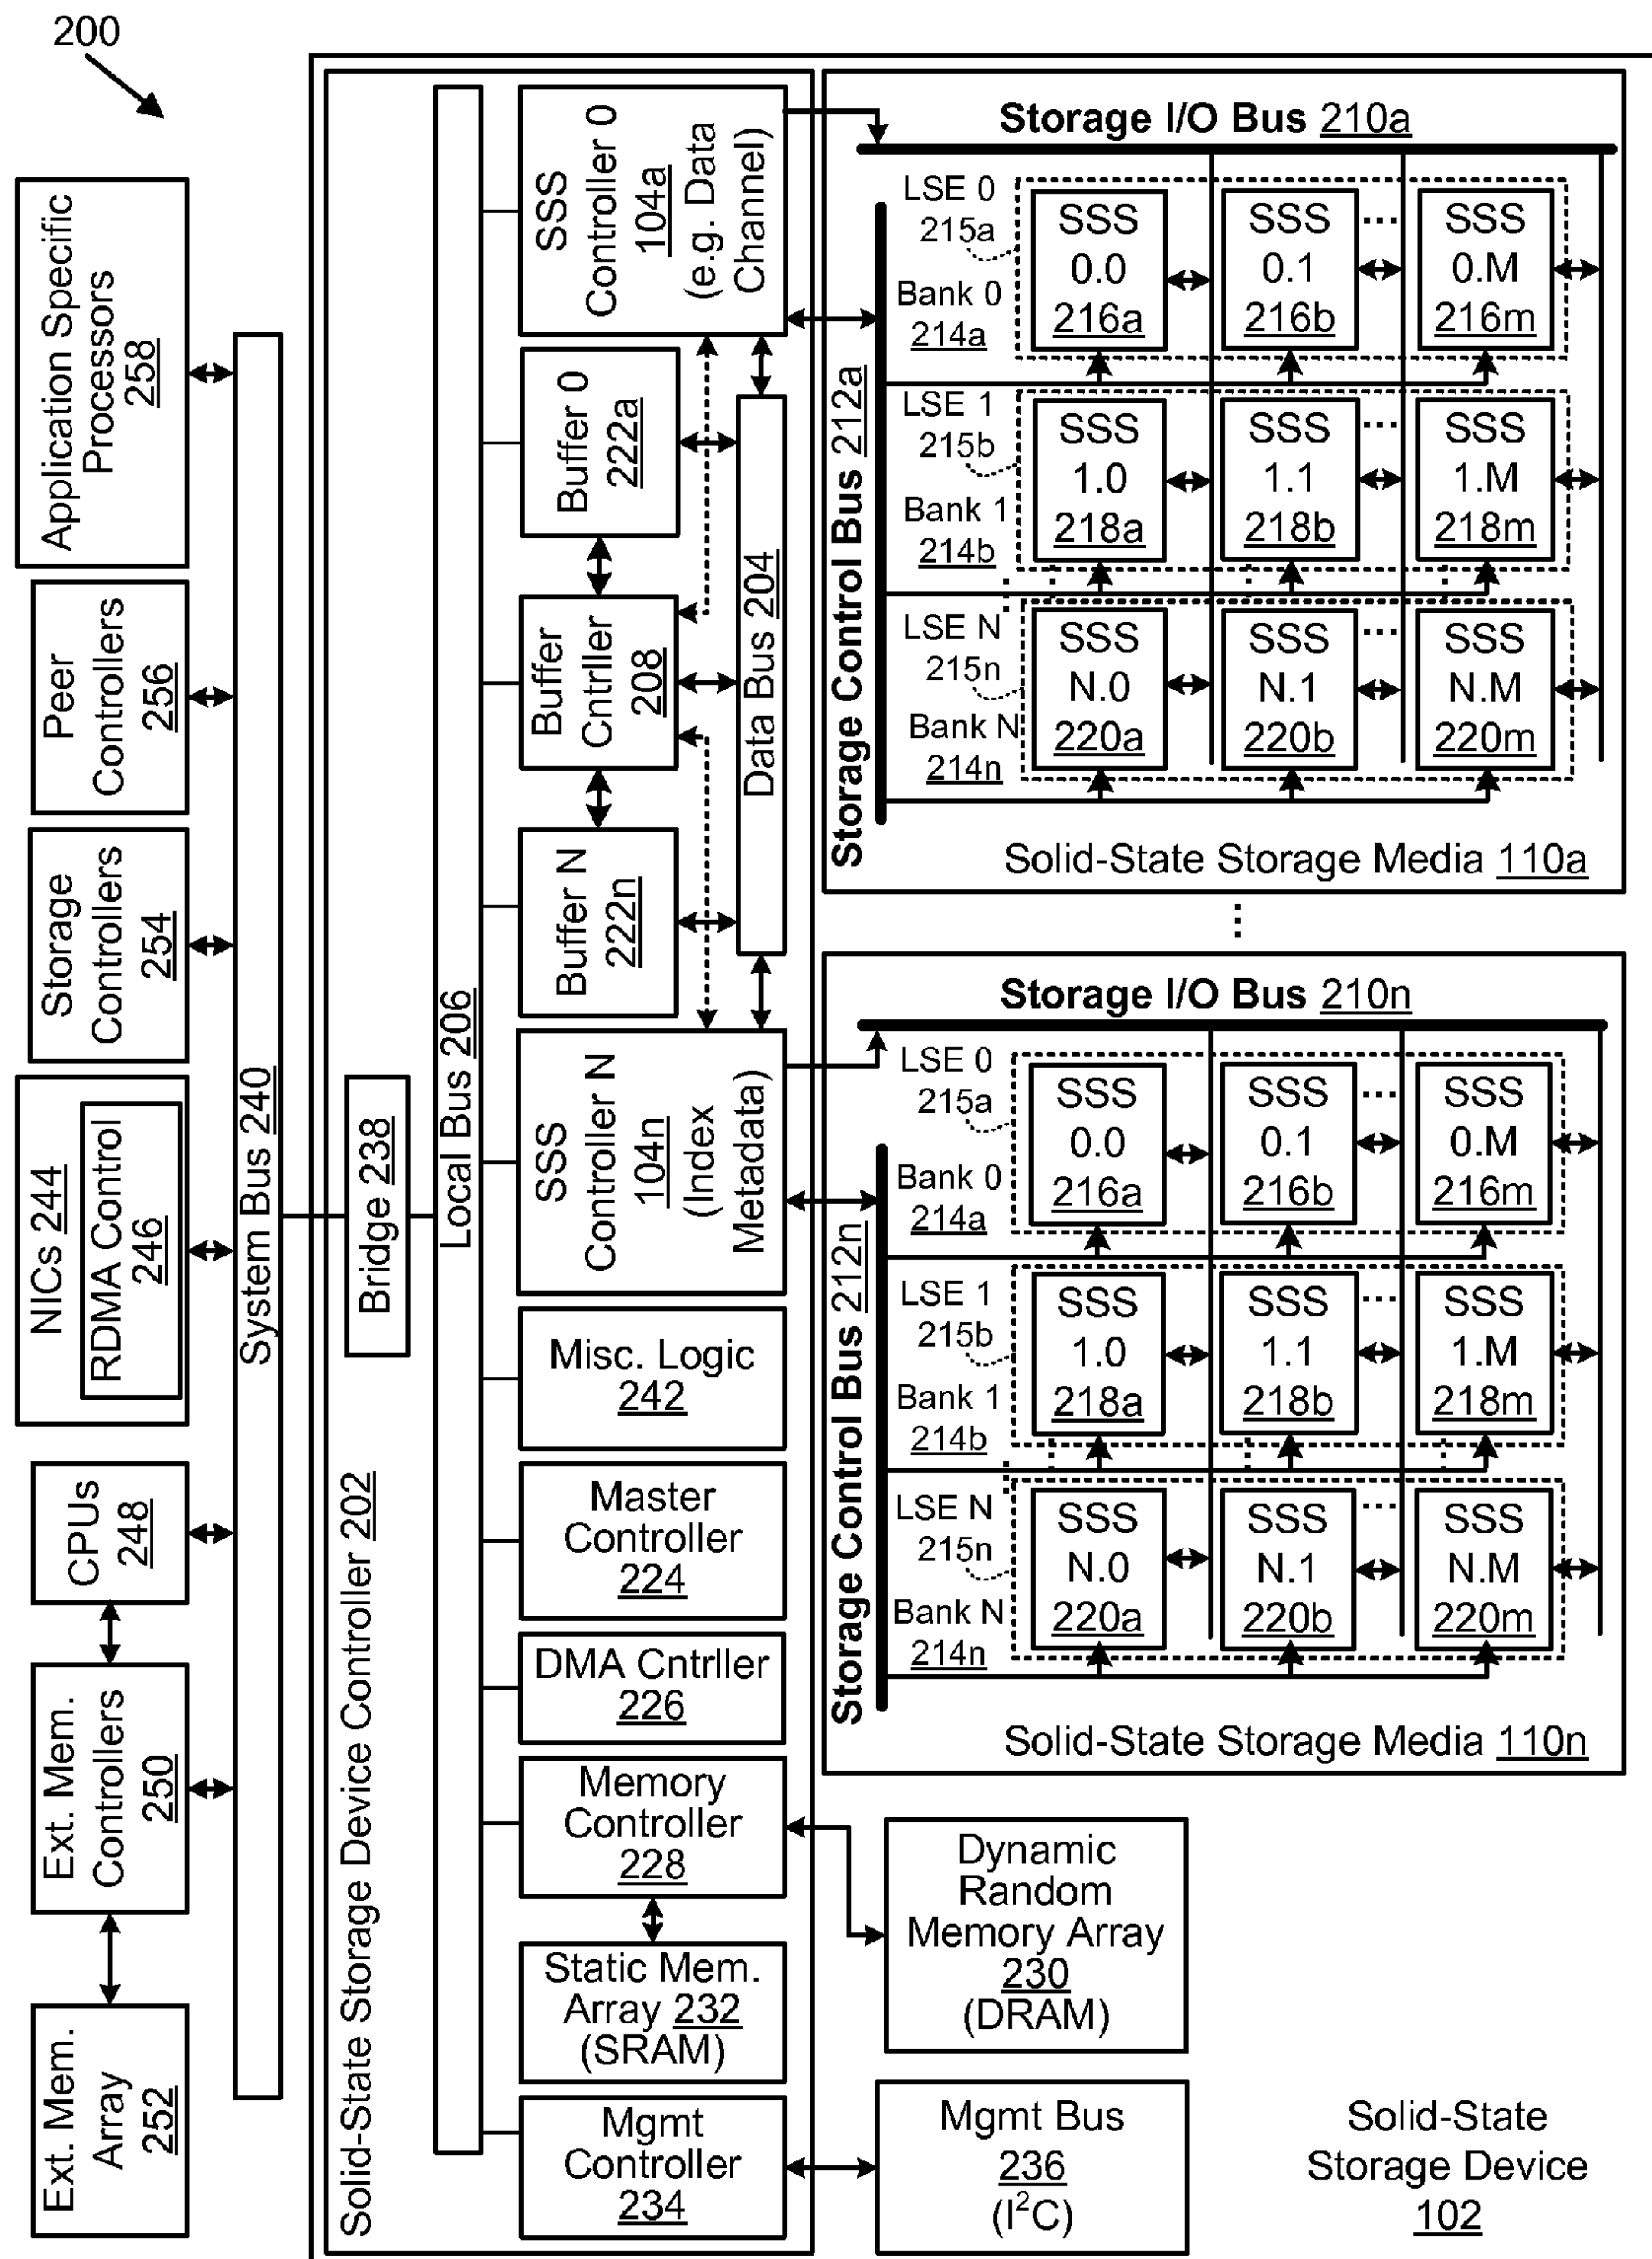 200
Application Specific
Processors
258
Peer
Controllers
256
Storage
Controllers
254
NICs 244
RDMA Control
246
CPUs
248
Ext. Mem.
Controllers
250
Ext. Mem.
Array
252
System Bus 240
Bridge 238
Solid-State Storage Device Controller 202
Local Bus 206
SSS
Controller 0
104a
(e.g. Data
Channel)
Buffer 0
222a
Buffer
Cntrller
208
Buffer N
222n
Data Bus 204
SSS
Controller N
104n
(Index
Metadata)
Misc. Logic
242
Master
Controller
224
DMA Cntrller
226
Memory
Controller
228
Static Mem.
Array 232
(SRAM)
Mgmt
Controller
234
Storage I/O Bus 210a
Storage Control Bus 212a
LSE 0
215a
Bank 0
214a
SSS
0.0
216a
SSS
0.1
216b
...
SSS
0.M
216m
LSE 1
215b
Bank 1
214b
SSS
1.0
218a
SSS
1.1
218b
...
SSS
1.M
218m
LSE N
215n
Bank N
214n
SSS
N.0
220a
SSS
N.1
220b
...
SSS
N.M
220m
Solid-State Storage Media 110a
...
Storage I/O Bus 210n
Storage Control Bus 212n
LSE 0
215a
Bank 0
214a
SSS
0.0
216a
SSS
0.1
216b
...
SSS
0.M
216m
LSE 1
215b
Bank 1
214b
SSS
1.0
218a
SSS
1.1
218b
...
SSS
1.M
218m
LSE N
215n
Bank N
214n
SSS
N.0
220a
SSS
N.1
220b
...
SSS
N.M
220m
Solid-State Storage Media 110n
Dynamic
Random
Memory Array
230
(DRAM)
Mgmt Bus
236
(I²C)
Solid-State
Storage Device
102